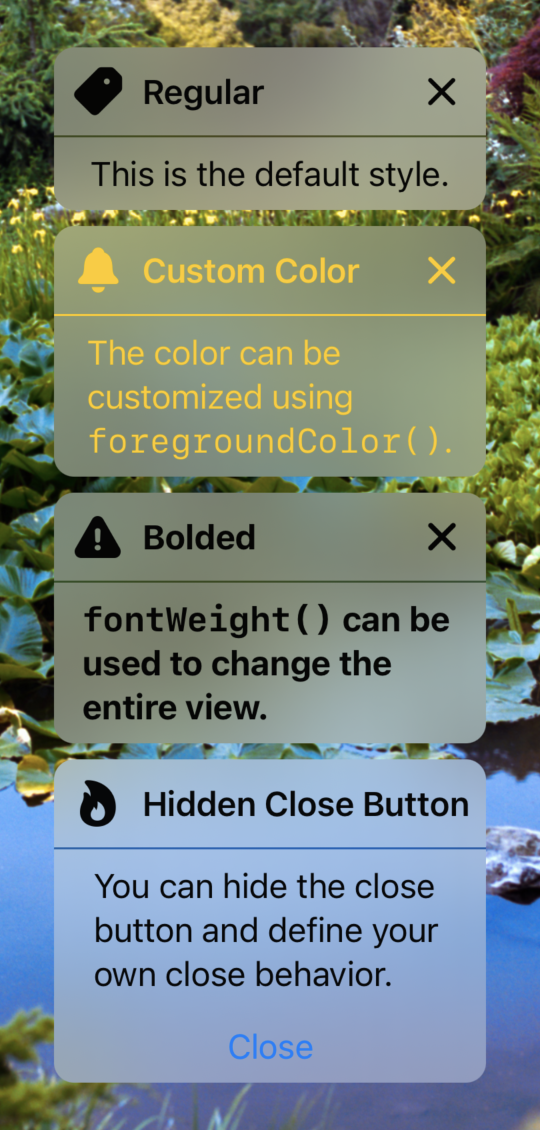 Regular
This is the default style.
Custom Color
The color can be
customized using
foregroundColor().
Bolded
fontWeight() can be
used to change the
entire view.
Hidden Close Button
You can hide the close
button and define your
own close behavior.
Close